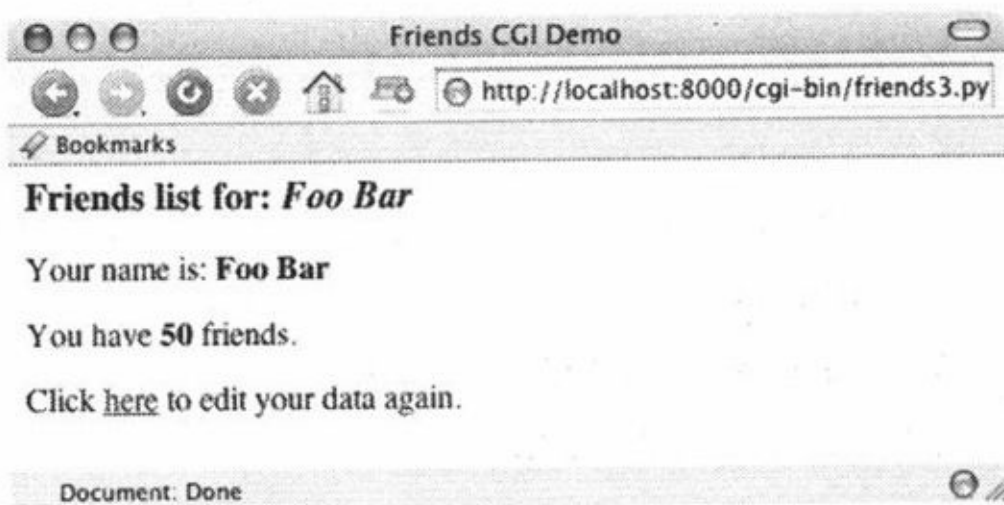 Friends CGI Demo
http://localhost:8000/cgi-bin/friends3.py
Bookmarks
Friends list for: Foo Bar
Your name is: Foo Bar
You have 50 friends.
Click here to edit your data again.
Document: Done